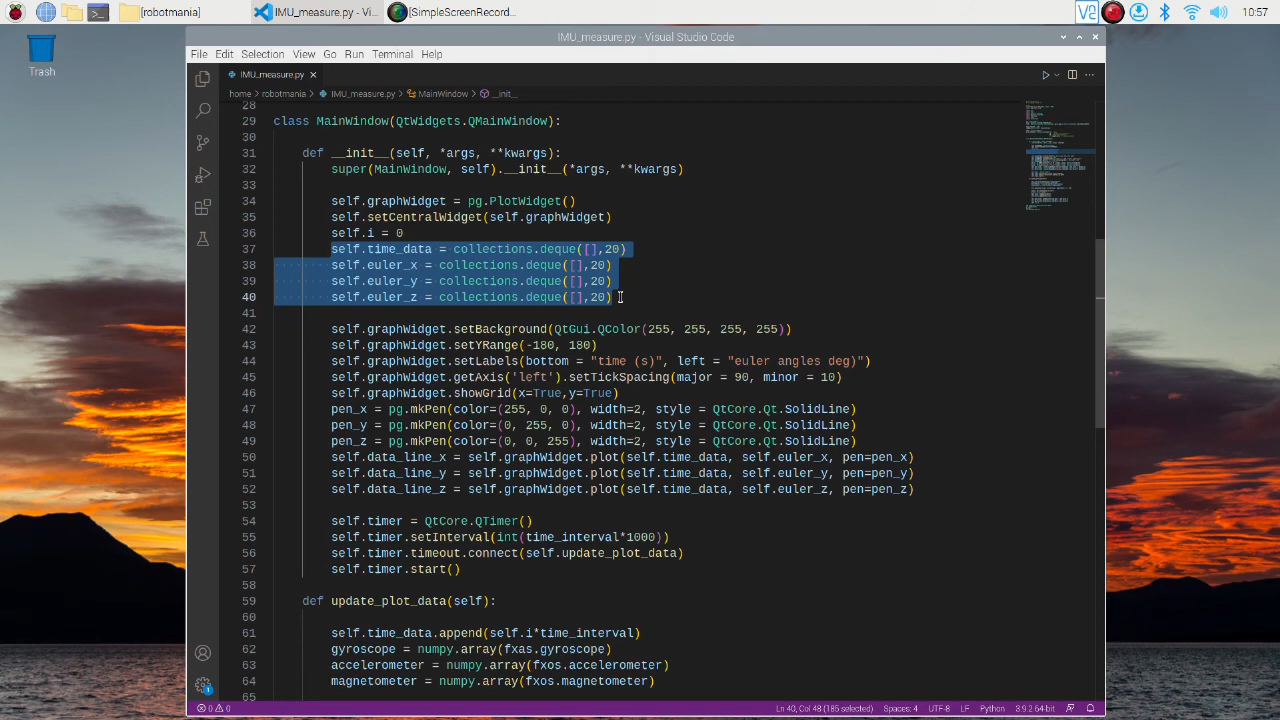 [robotmania]
IMU_measure.py - Vi...
[SimpleScreenRecord...
10:57
Trash
IMU_measure.py - Visual Studio Code
File Edit Selection View Go Run Terminal Help
IMU_measure.py
home > robotmania > IMU_measure.py > MainWindow > __init__
28
29 class MainWindow(QtWidgets.QMainWindow):
30
31 def __init__(self, *args, **kwargs):
32 super(MainWindow, self).__init__(*args, **kwargs)
33
34 self.graphWidget = pg.PlotWidget()
35 self.setCentralWidget(self.graphWidget)
36 self.i = 0
37 self.time_data = collections.deque([],20)
38 self.euler_x = collections.deque([],20)
39 self.euler_y = collections.deque([],20)
40 self.euler_z = collections.deque([],20)
41
42 self.graphWidget.setBackground(QtGui.QColor(255, 255, 255, 255))
43 self.graphWidget.setYRange(-180, 180)
44 self.graphWidget.setLabels(bottom = "time (s)", left = "euler angles deg)")
45 self.graphWidget.getAxis('left').setTickSpacing(major = 90, minor = 10)
46 self.graphWidget.showGrid(x=True,y=True)
47 pen_x = pg.mkPen(color=(255, 0, 0), width=2, style = QtCore.Qt.SolidLine)
48 pen_y = pg.mkPen(color=(0, 255, 0), width=2, style = QtCore.Qt.SolidLine)
49 pen_z = pg.mkPen(color=(0, 0, 255), width=2, style = QtCore.Qt.SolidLine)
50 self.data_line_x = self.graphWidget.plot(self.time_data, self.euler_x, pen=pen_x)
51 self.data_line_y = self.graphWidget.plot(self.time_data, self.euler_y, pen=pen_y)
52 self.data_line_z = self.graphWidget.plot(self.time_data, self.euler_z, pen=pen_z)
53
54 self.timer = QtCore.QTimer()
55 self.timer.setInterval(int(time_interval*1000))
56 self.timer.timeout.connect(self.update_plot_data)
57 self.timer.start()
58
59 def update_plot_data(self):
60
61 self.time_data.append(self.i*time_interval)
62 gyroscope = numpy.array(fxas.gyroscope)
63 accelerometer = numpy.array(fxos.accelerometer)
64 magnetometer = numpy.array(fxos.magnetometer)
65
0 0 Ln 40, Col 48 (185 selected) Spaces: 4 UTF-8 LF Python 3.9.2 64-bit